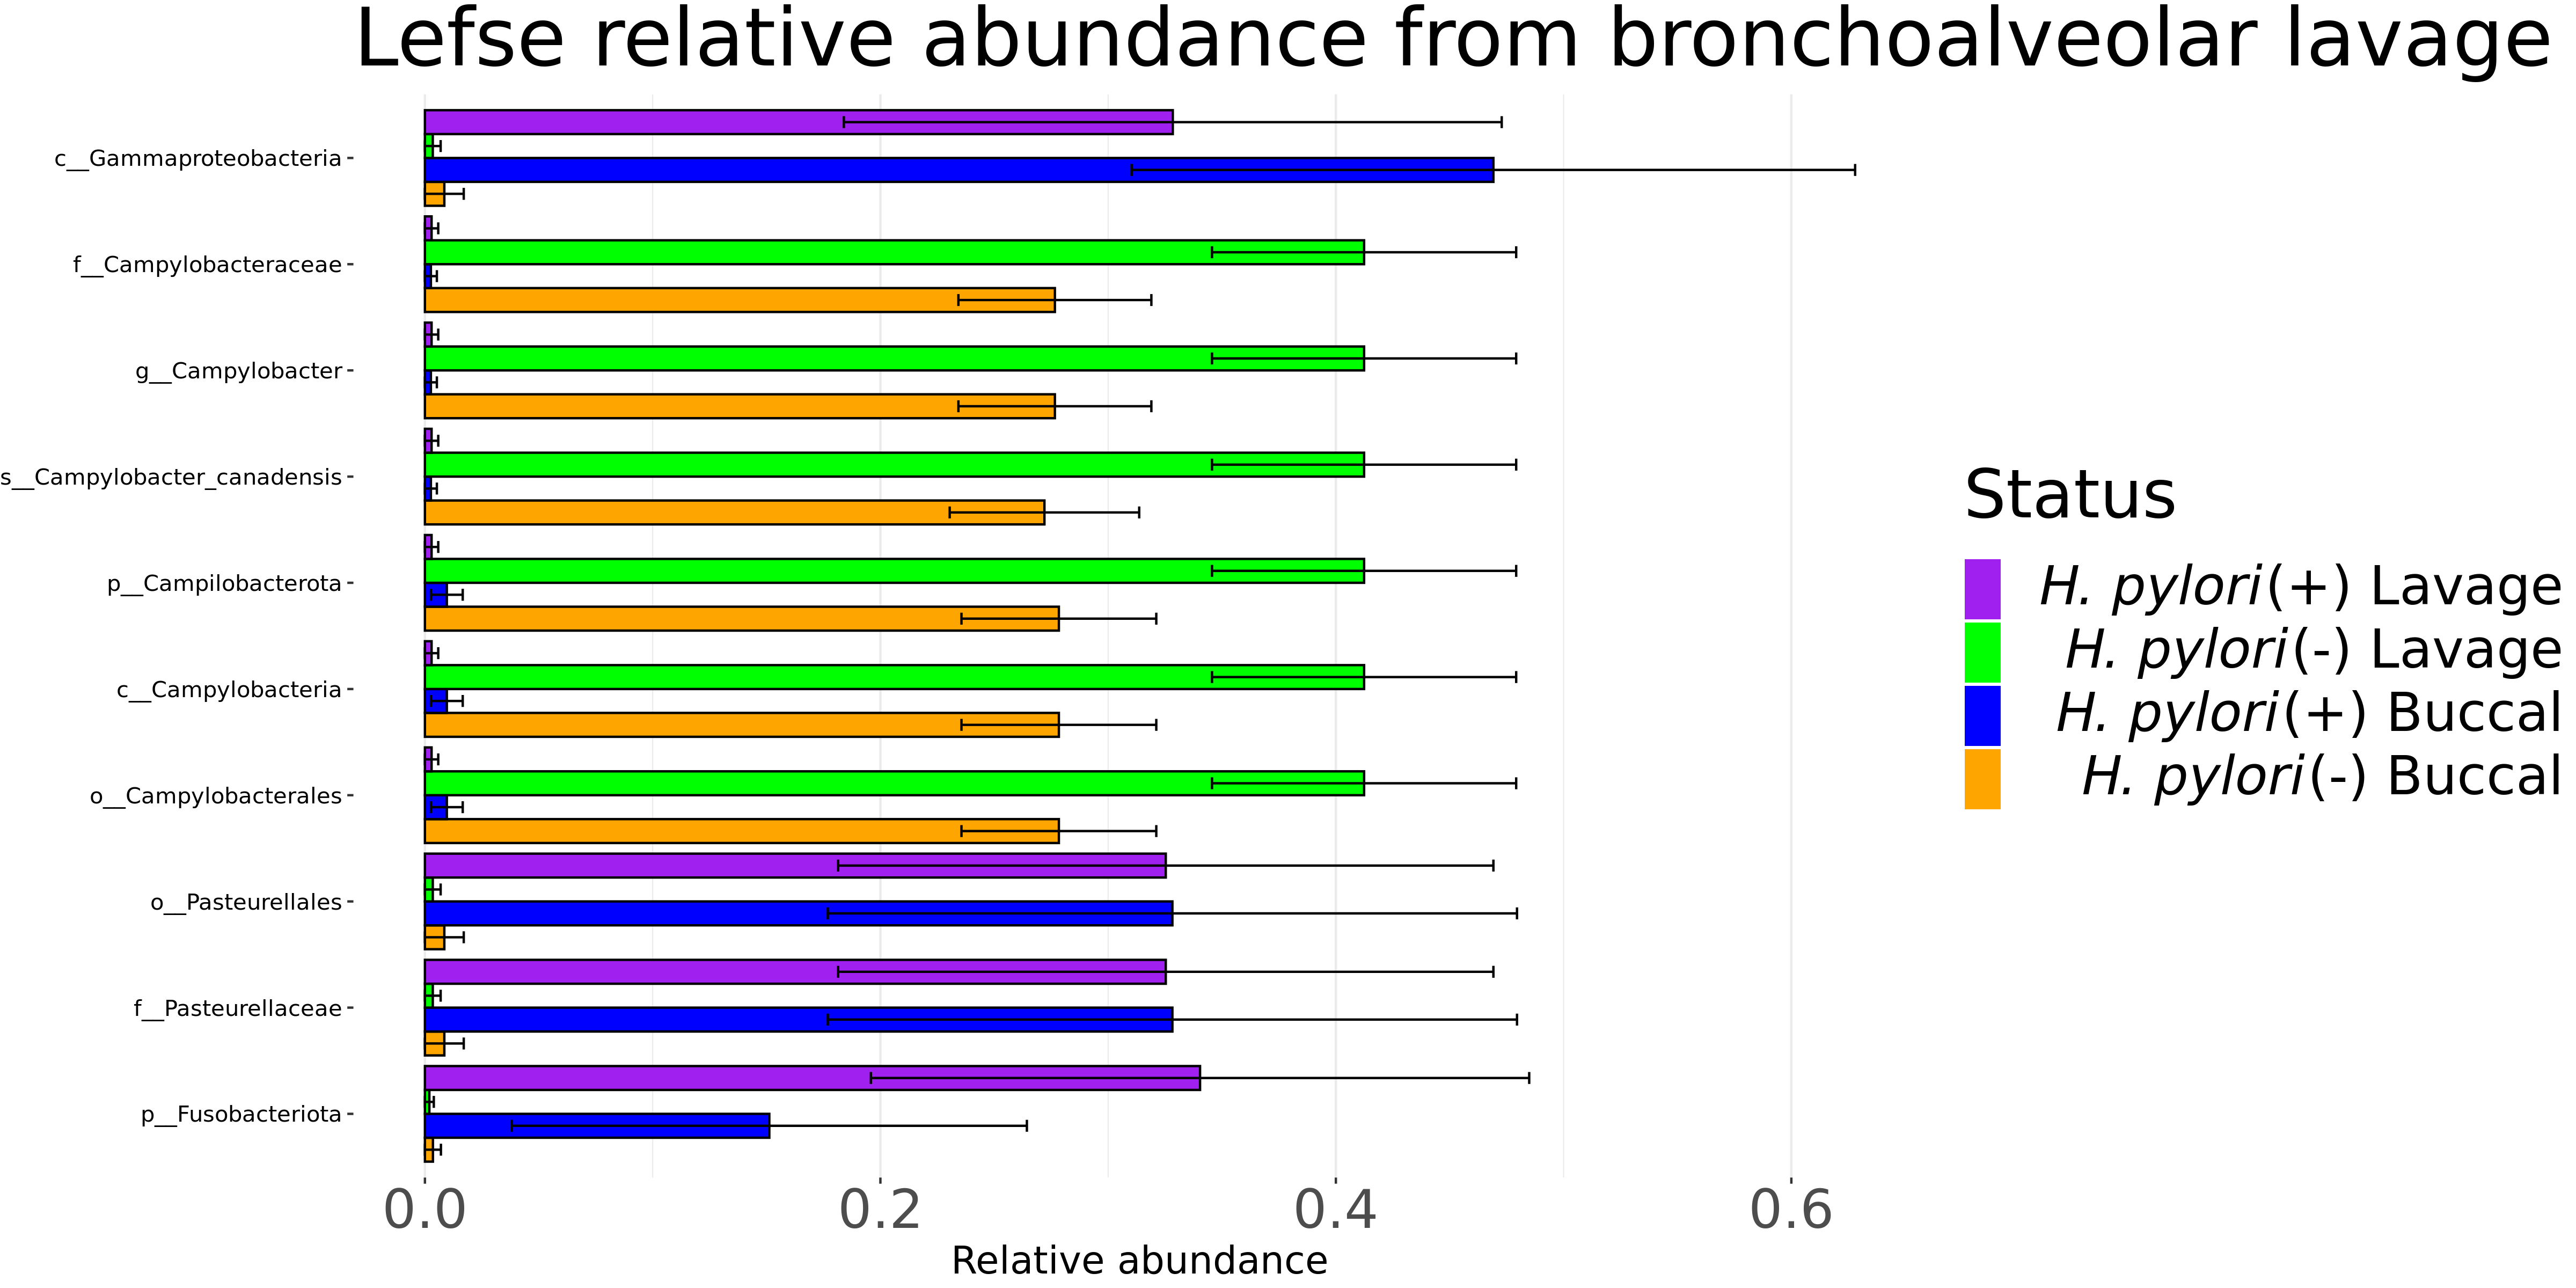 Lefse relative abundance from bronchoalveolar lavage
c__Gammaproteobacteria
f__Campylobacteraceae
g__Campylobacter
s__Campylobacter_canadensis
p__Campilobacterota
c__Campylobacteria
o__Campylobacterales
o__Pasteurellales
f__Pasteurellaceae
p__Fusobacteriota
0.0 0.2 0.4 0.6
Relative abundance
Status
H. pylori(+) Lavage
H. pylori(-) Lavage
H. pylori(+) Buccal
H. pylori(-) Buccal